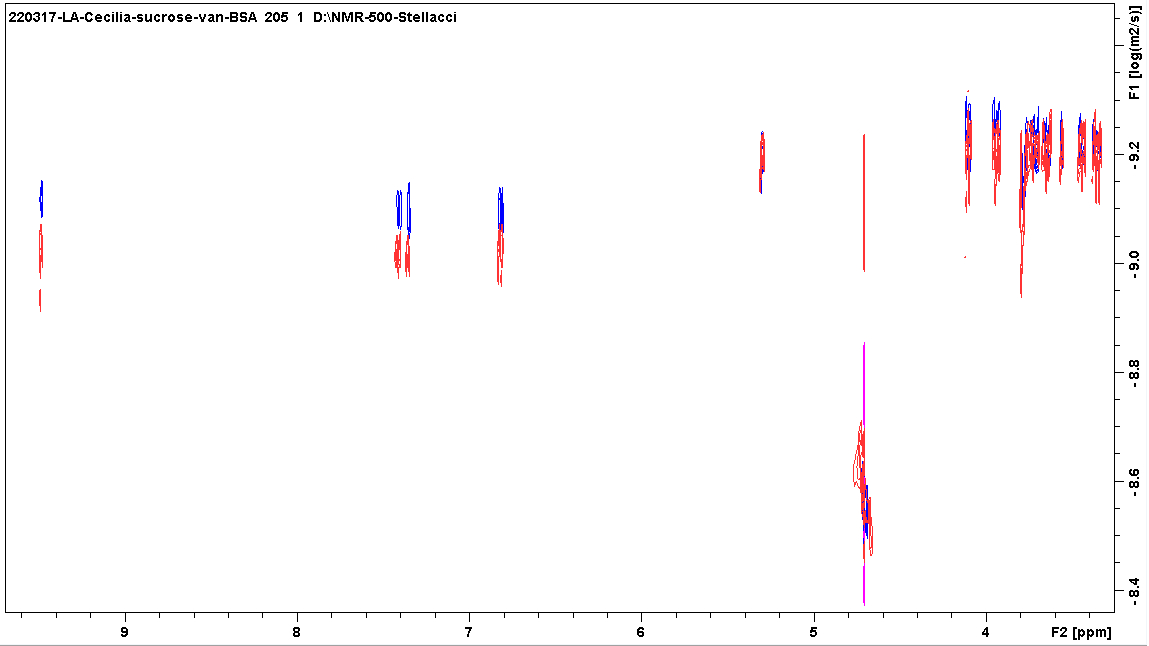 220317-LA-Cecilia-sucrose-van-BSA 205 1 D:\NMR-500-Stellacci
F1 [log(m2/s)]
-9.2
-9.0
-8.8
-8.6
-8.4
9 8 7 6 5 4 F2 [ppm]